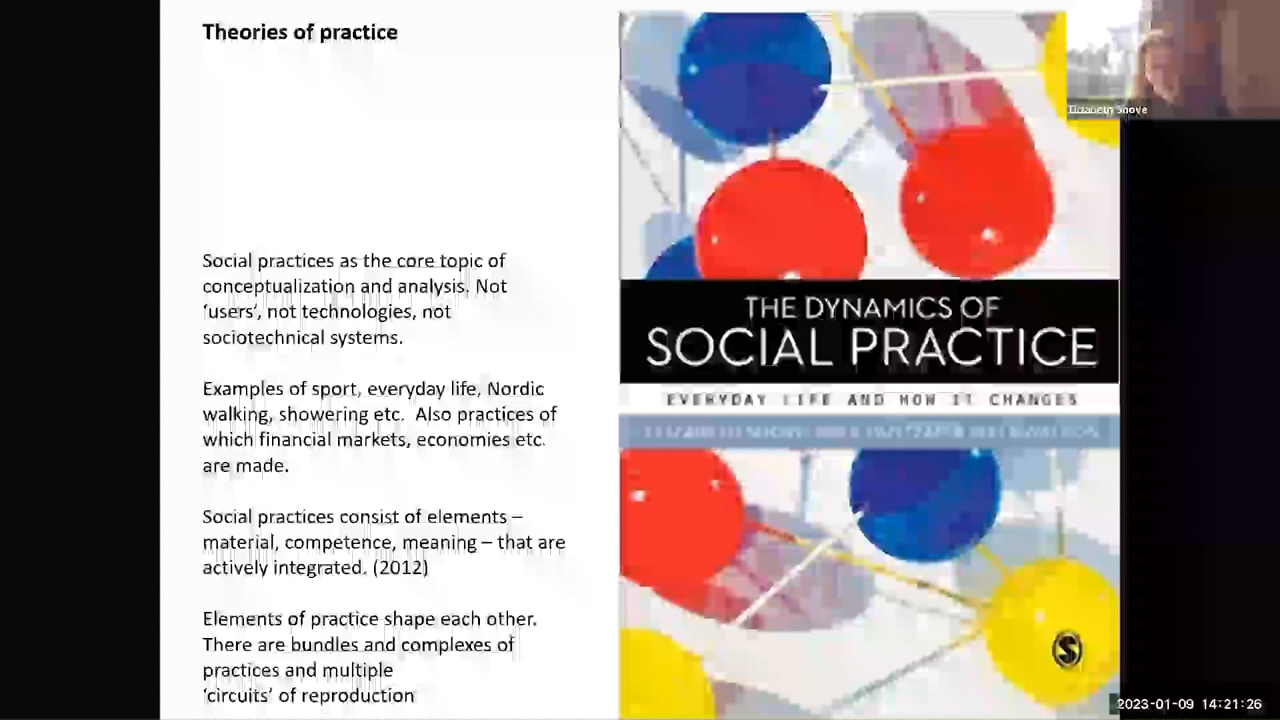 Theories of practice
Social practices as the core topic of
conceptualization and analysis. Not
‘users’, not technologies, not
sociotechnical systems.
Examples of sport, everyday life, Nordic
walking, showering etc. Also practices of
which financial markets, economies etc.
are made.
Social practices consist of elements –
material, competence, meaning – that are
actively integrated. (2012)
Elements of practice shape each other.
There are bundles and complexes of
practices and multiple
‘circuits’ of reproduction
THE DYNAMICS OF
SOCIAL PRACTICE
EVERYDAY LIFE AND HOW IT CHANGES
Elizabeth Shove
2023-01-09 14:21:26